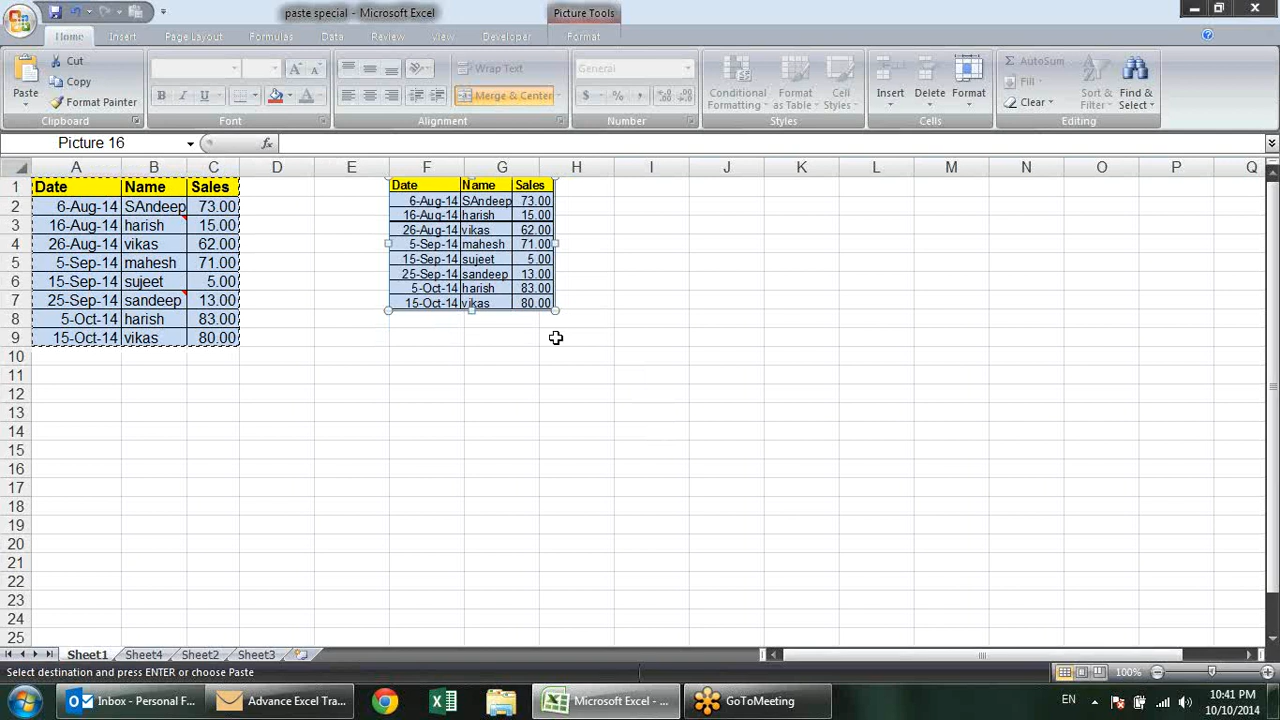 paste special - Microsoft Excel
Picture Tools
Home Insert Page Layout Formulas Data Review View Developer Format
Paste
Cut
Copy
Format Painter
Wrap Text
Merge & Center
General
$ % ,
Conditional Formatting
Format as Table
Cell Styles
Insert Delete Format
AutoSum
Fill
Clear
Sort & Filter
Find & Select
Clipboard Font Alignment Number Styles Cells Editing
Picture 16
fx
A B C D E F G H I J K L M N O P Q
1 Date Name Sales
2 6-Aug-14 SAndeep 73.00
3 16-Aug-14 harish 15.00
4 26-Aug-14 vikas 62.00
5 5-Sep-14 mahesh 71.00
6 15-Sep-14 sujeet 5.00
7 25-Sep-14 sandeep 13.00
8 5-Oct-14 harish 83.00
9 15-Oct-14 vikas 80.00
Date Name Sales
6-Aug-14 SAndeep 73.00
16-Aug-14 harish 15.00
26-Aug-14 vikas 62.00
5-Sep-14 mahesh 71.00
15-Sep-14 sujeet 5.00
25-Sep-14 sandeep 13.00
5-Oct-14 harish 83.00
15-Oct-14 vikas 80.00
10
11
12
13
14
15
16
17
18
19
20
21
22
23
24
25
Sheet1 Sheet4 Sheet2 Sheet3
Select destination and press ENTER or choose Paste
100%
Inbox - Personal F...
Advance Excel Tra...
Microsoft Excel - ...
GoToMeeting
EN
10:41 PM
10/10/2014